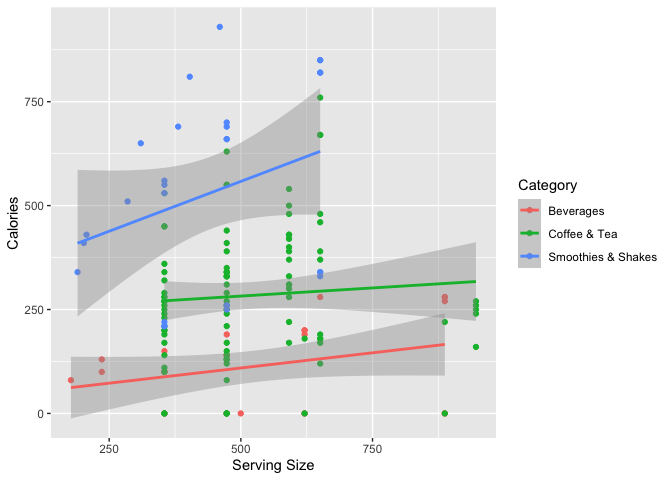 Calories
750
500
250
0
250
500
750
Serving Size
Category
Beverages
Coffee & Tea
Smoothies & Shakes